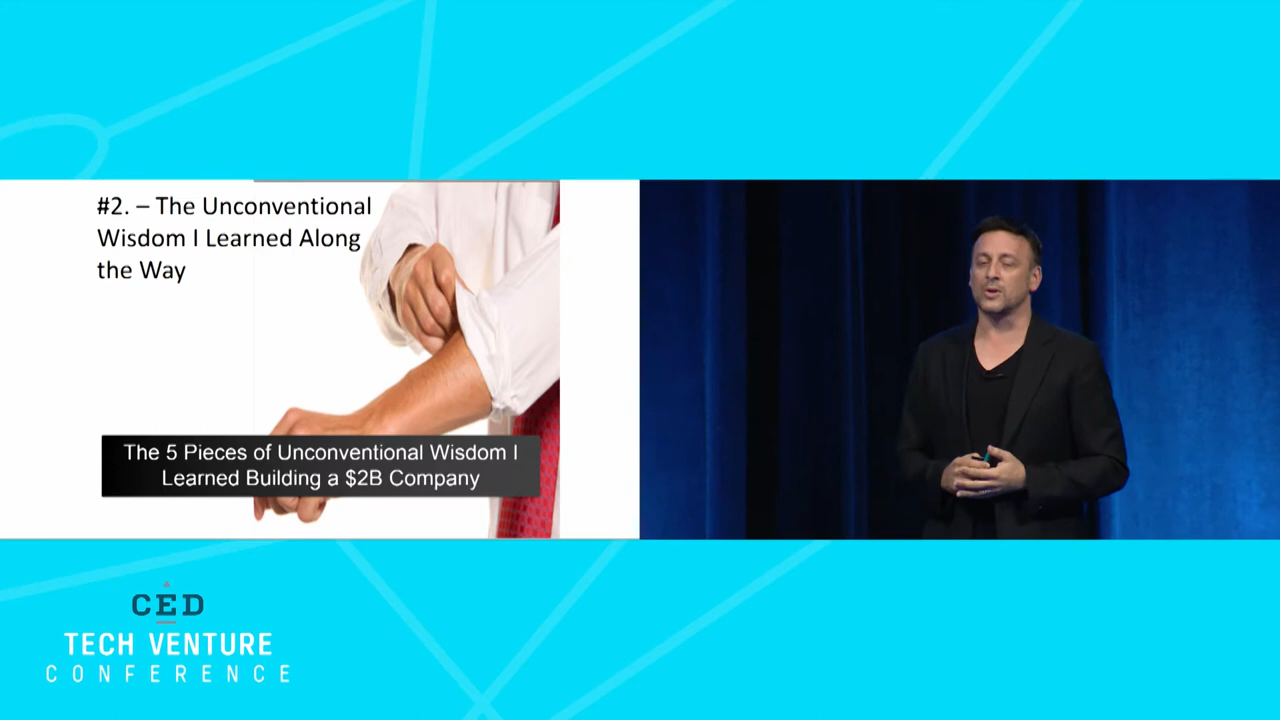 #2. – The Unconventional
Wisdom I Learned Along
the Way
The 5 Pieces of Unconventional Wisdom I
Learned Building a $2B Company
CED
TECH VENTURE
CONFERENCE